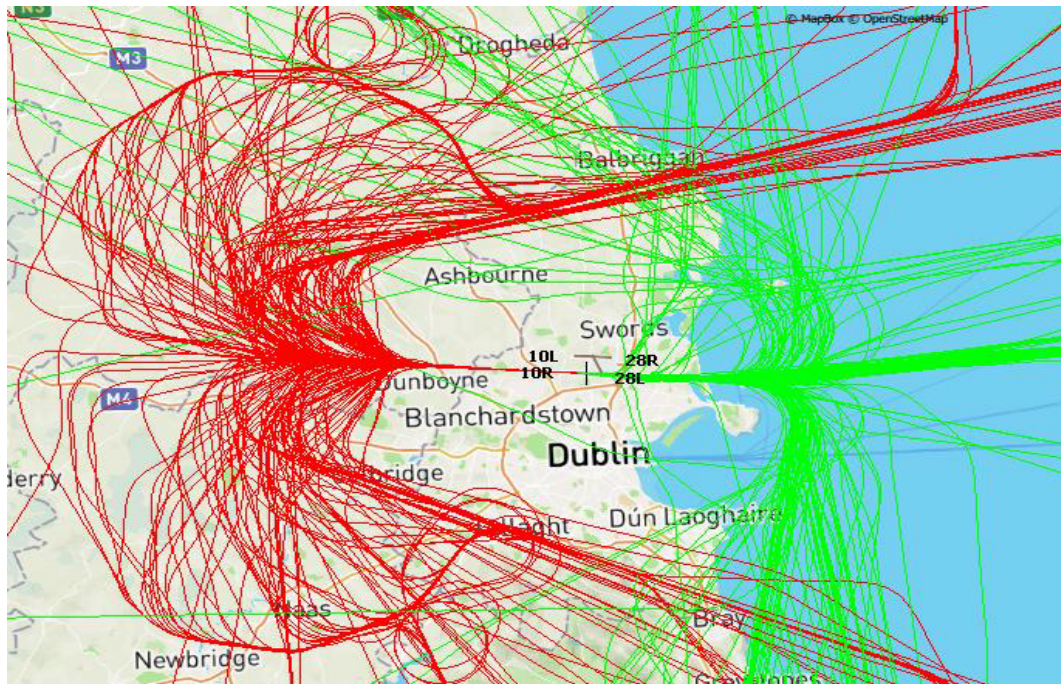 N3
© MapBox © OpenStreetMap
Drogheda
M3
Balbriggan
Ashbourne
Swords
10L
28R
10R
28L
Dunboyne
M4
Blanchardstown
Dublin
Dún Laoghaire
Naas
Bray
Newbridge